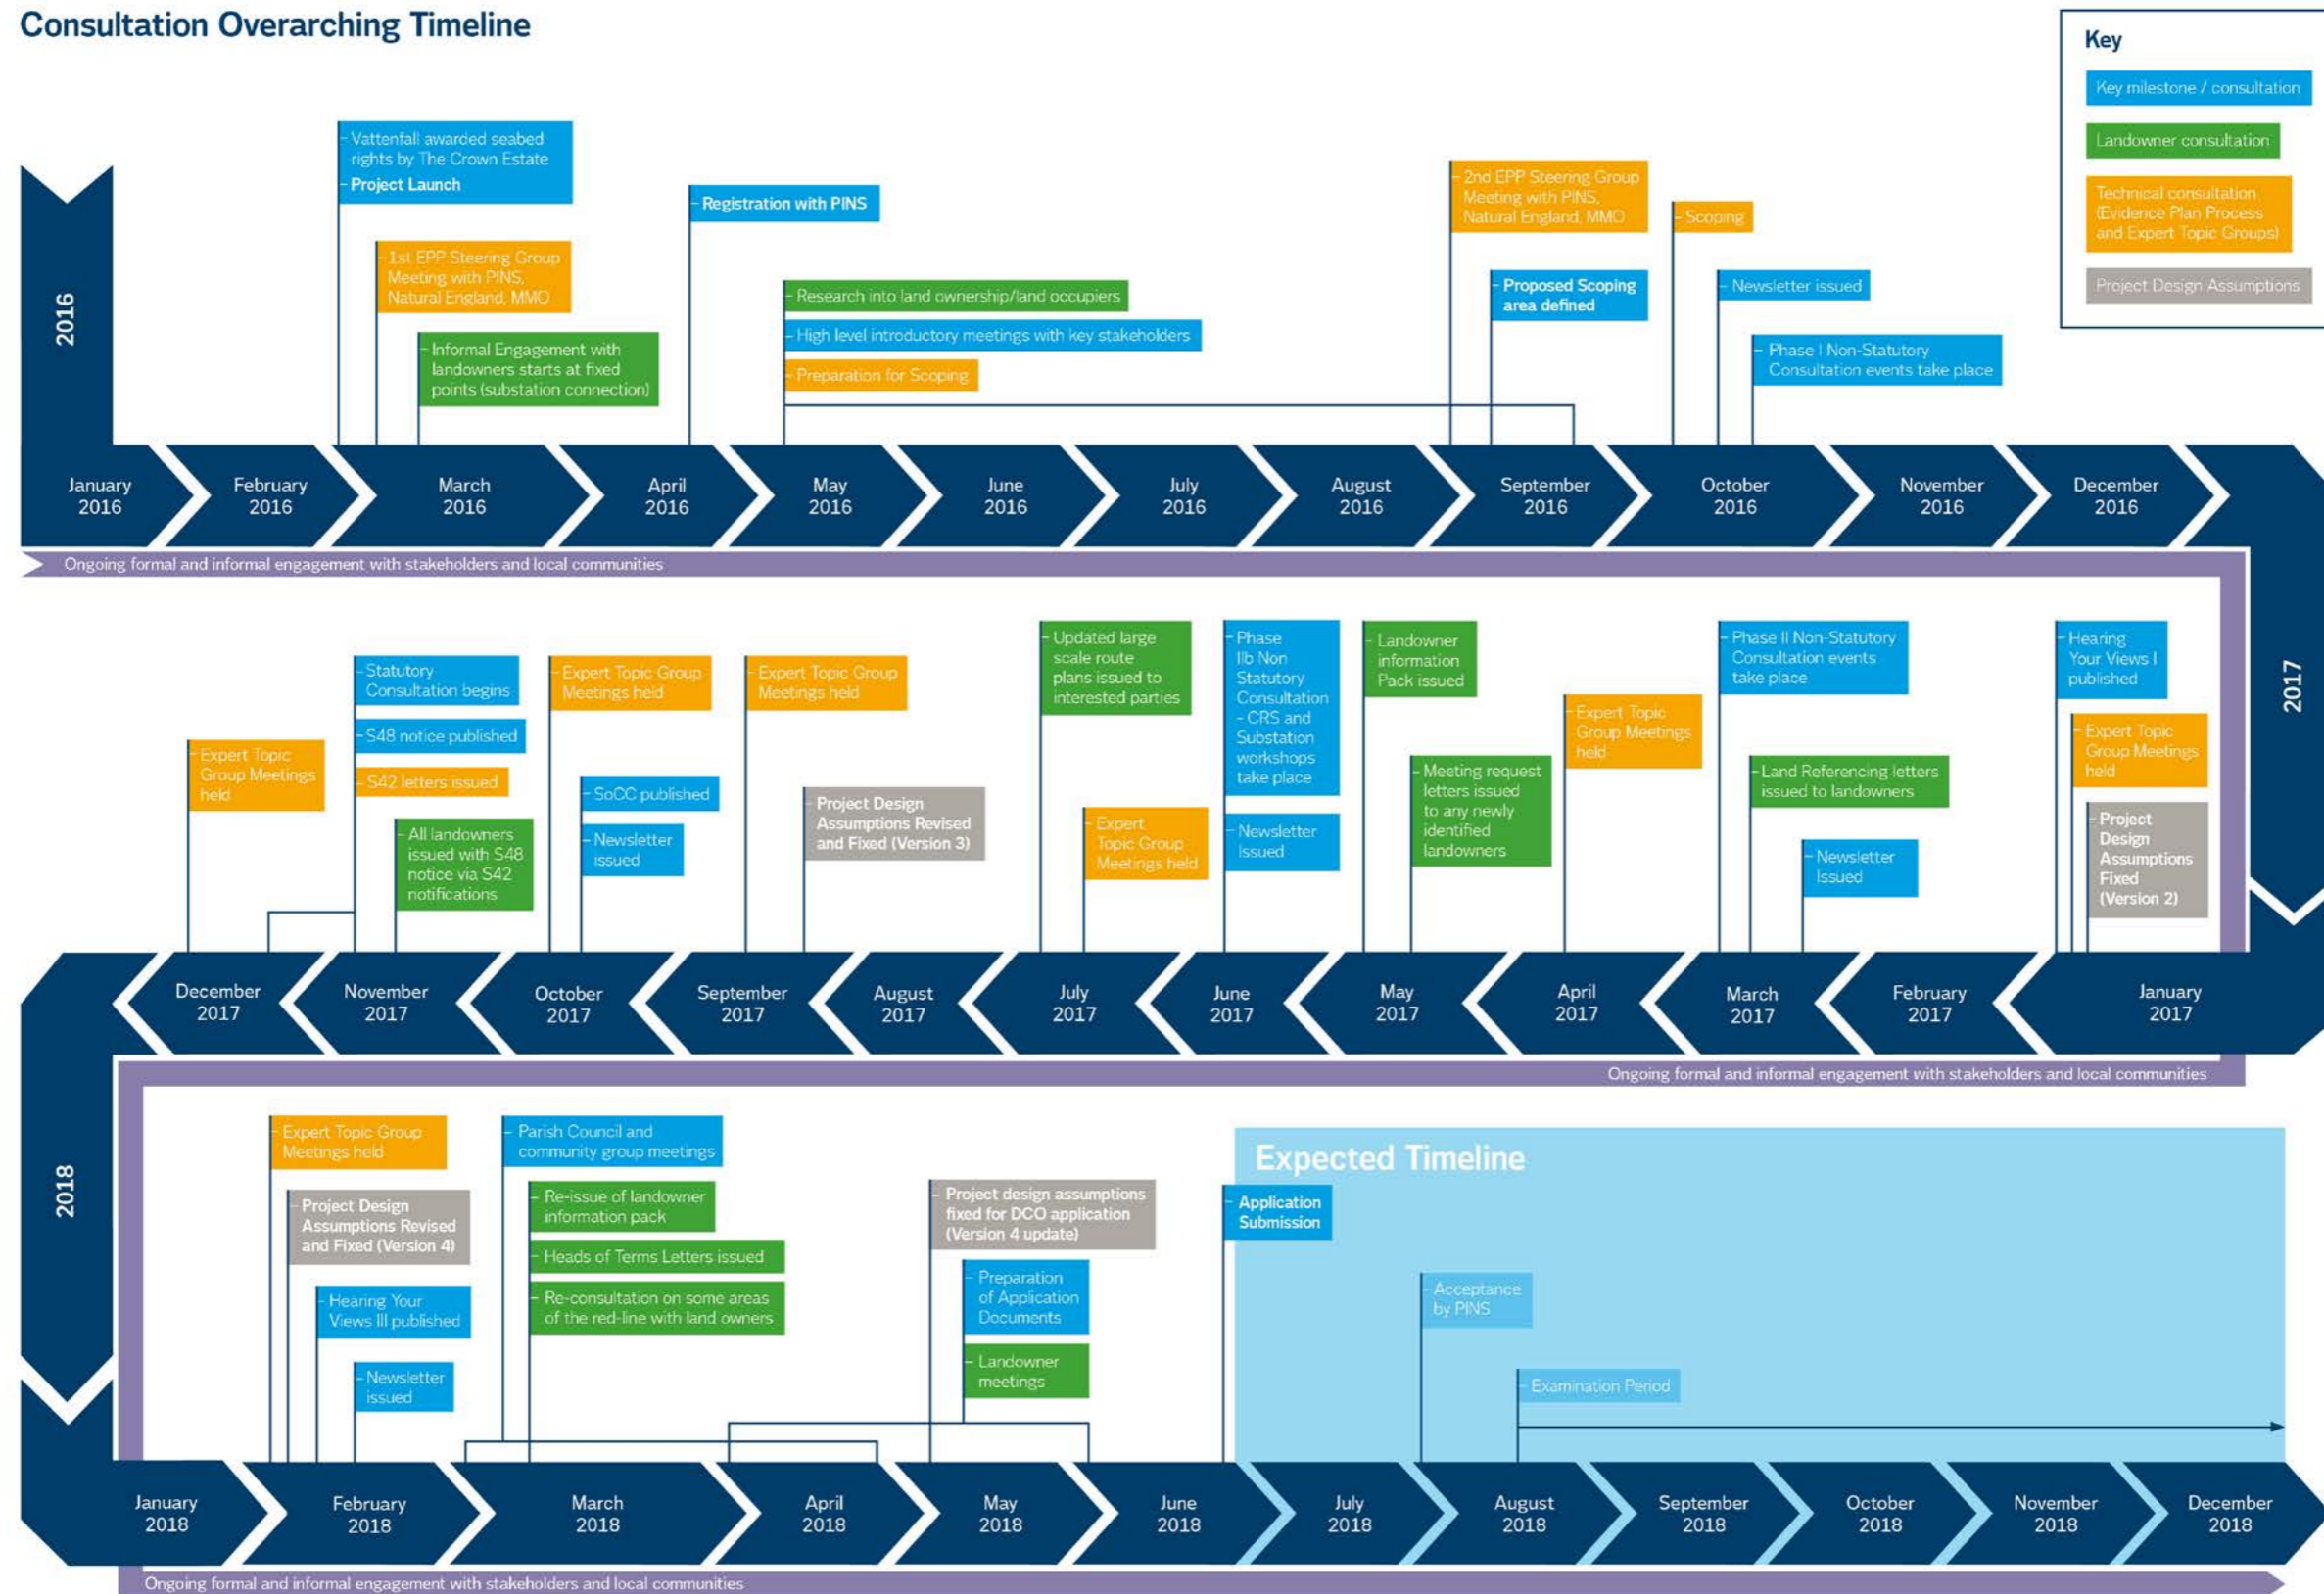 Consultation Overarching Timeline
Key
Key milestone / consultation
Landowner consultation
Technical consultation
(Evidence Plan Process
and Expert Topic Groups)
Project Design Assumptions
2016
- Vattenfall awarded seabed
rights by The Crown Estate
- Project Launch
- 1st EPP Steering Group
Meeting with PINS,
Natural England, MMO
- Informal Engagement with
landowners starts at fixed
points (substation connection)
- Registration with PINS
- Research into land ownership/land occupiers
- High level introductory meetings with key stakeholders
- Preparation for Scoping
- 2nd EPP Steering Group
Meeting with PINS,
Natural England, MMO
- Proposed Scoping
area defined
- Scoping
- Newsletter issued
- Phase I Non-Statutory
Consultation events take place
January
2016
February
2016
March
2016
April
2016
May
2016
June
2016
July
2016
August
2016
September
2016
October
2016
November
2016
December
2016
Ongoing formal and informal engagement with stakeholders and local communities
2017
- Expert Topic
Group Meetings
held
- Statutory
Consultation begins
- S48 notice published
- S42 letters issued
- All landowners
issued with S48
notice via S42
notifications
- Expert Topic Group
Meetings held
- SoCC published
- Newsletter
issued
- Expert Topic Group
Meetings held
- Project Design
Assumptions Revised
and Fixed (Version 3)
- Updated large
scale route
plans issued to
interested parties
- Expert
Topic Group
Meetings held
- Phase
IIb Non
Statutory
Consultation
- CRS and
Substation
workshops
take place
- Newsletter
Issued
- Landowner
information
Pack issued
- Meeting request
letters issued
to any newly
identified
landowners
- Expert Topic
Group Meetings
held
- Phase II Non-Statutory
Consultation events
take place
- Land Referencing letters
issued to landowners
- Newsletter
Issued
- Hearing
Your Views I
published
- Expert Topic
Group Meetings
held
- Project
Design
Assumptions
Fixed
(Version 2)
December
2017
November
2017
October
2017
September
2017
August
2017
July
2017
June
2017
May
2017
April
2017
March
2017
February
2017
January
2017
Ongoing formal and informal engagement with stakeholders and local communities
2018
- Expert Topic Group
Meetings held
- Project Design
Assumptions Revised
and Fixed (Version 4)
- Hearing Your
Views III published
- Newsletter
issued
- Parish Council and
community group meetings
- Re-issue of landowner
information pack
- Heads of Terms Letters issued
- Re-consultation on some areas
of the red-line with land owners
- Project design assumptions
fixed for DCO application
(Version 4 update)
- Preparation
of Application
Documents
- Landowner
meetings
Expected Timeline
- Application
Submission
- Acceptance
by PINS
- Examination Period
January
2018
February
2018
March
2018
April
2018
May
2018
June
2018
July
2018
August
2018
September
2018
October
2018
November
2018
December
2018
Ongoing formal and informal engagement with stakeholders and local communities